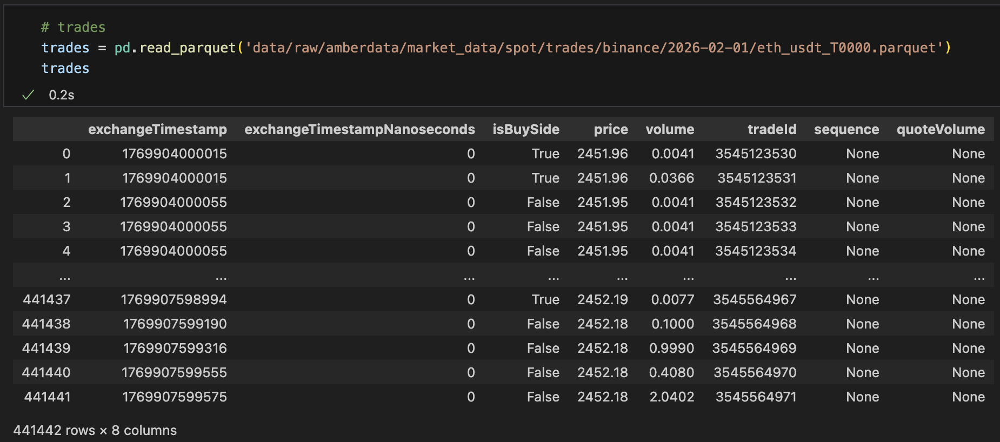 # trades
trades = pd.read_parquet('data/raw/amberdata/market_data/spot/trades/binance/2026-02-01/eth_usdt_T0000.parquet')
trades
✓ 0.2s
exchangeTimestamp exchangeTimestampNanoseconds isBuySide price volume tradeId sequence quoteVolume
0 1769904000015 0 True 2451.96 0.0041 3545123530 None None
1 1769904000015 0 True 2451.96 0.0366 3545123531 None None
2 1769904000055 0 False 2451.95 0.0041 3545123532 None None
3 1769904000055 0 False 2451.95 0.0041 3545123533 None None
4 1769904000055 0 False 2451.95 0.0041 3545123534 None None
... ... ... ... ... ... ... ... ...
441437 1769907598994 0 True 2452.19 0.0077 3545564967 None None
441438 1769907599190 0 False 2452.18 0.1000 3545564968 None None
441439 1769907599316 0 False 2452.18 0.9990 3545564969 None None
441440 1769907599555 0 False 2452.18 0.4080 3545564970 None None
441441 1769907599575 0 False 2452.18 2.0402 3545564971 None None
441442 rows × 8 columns